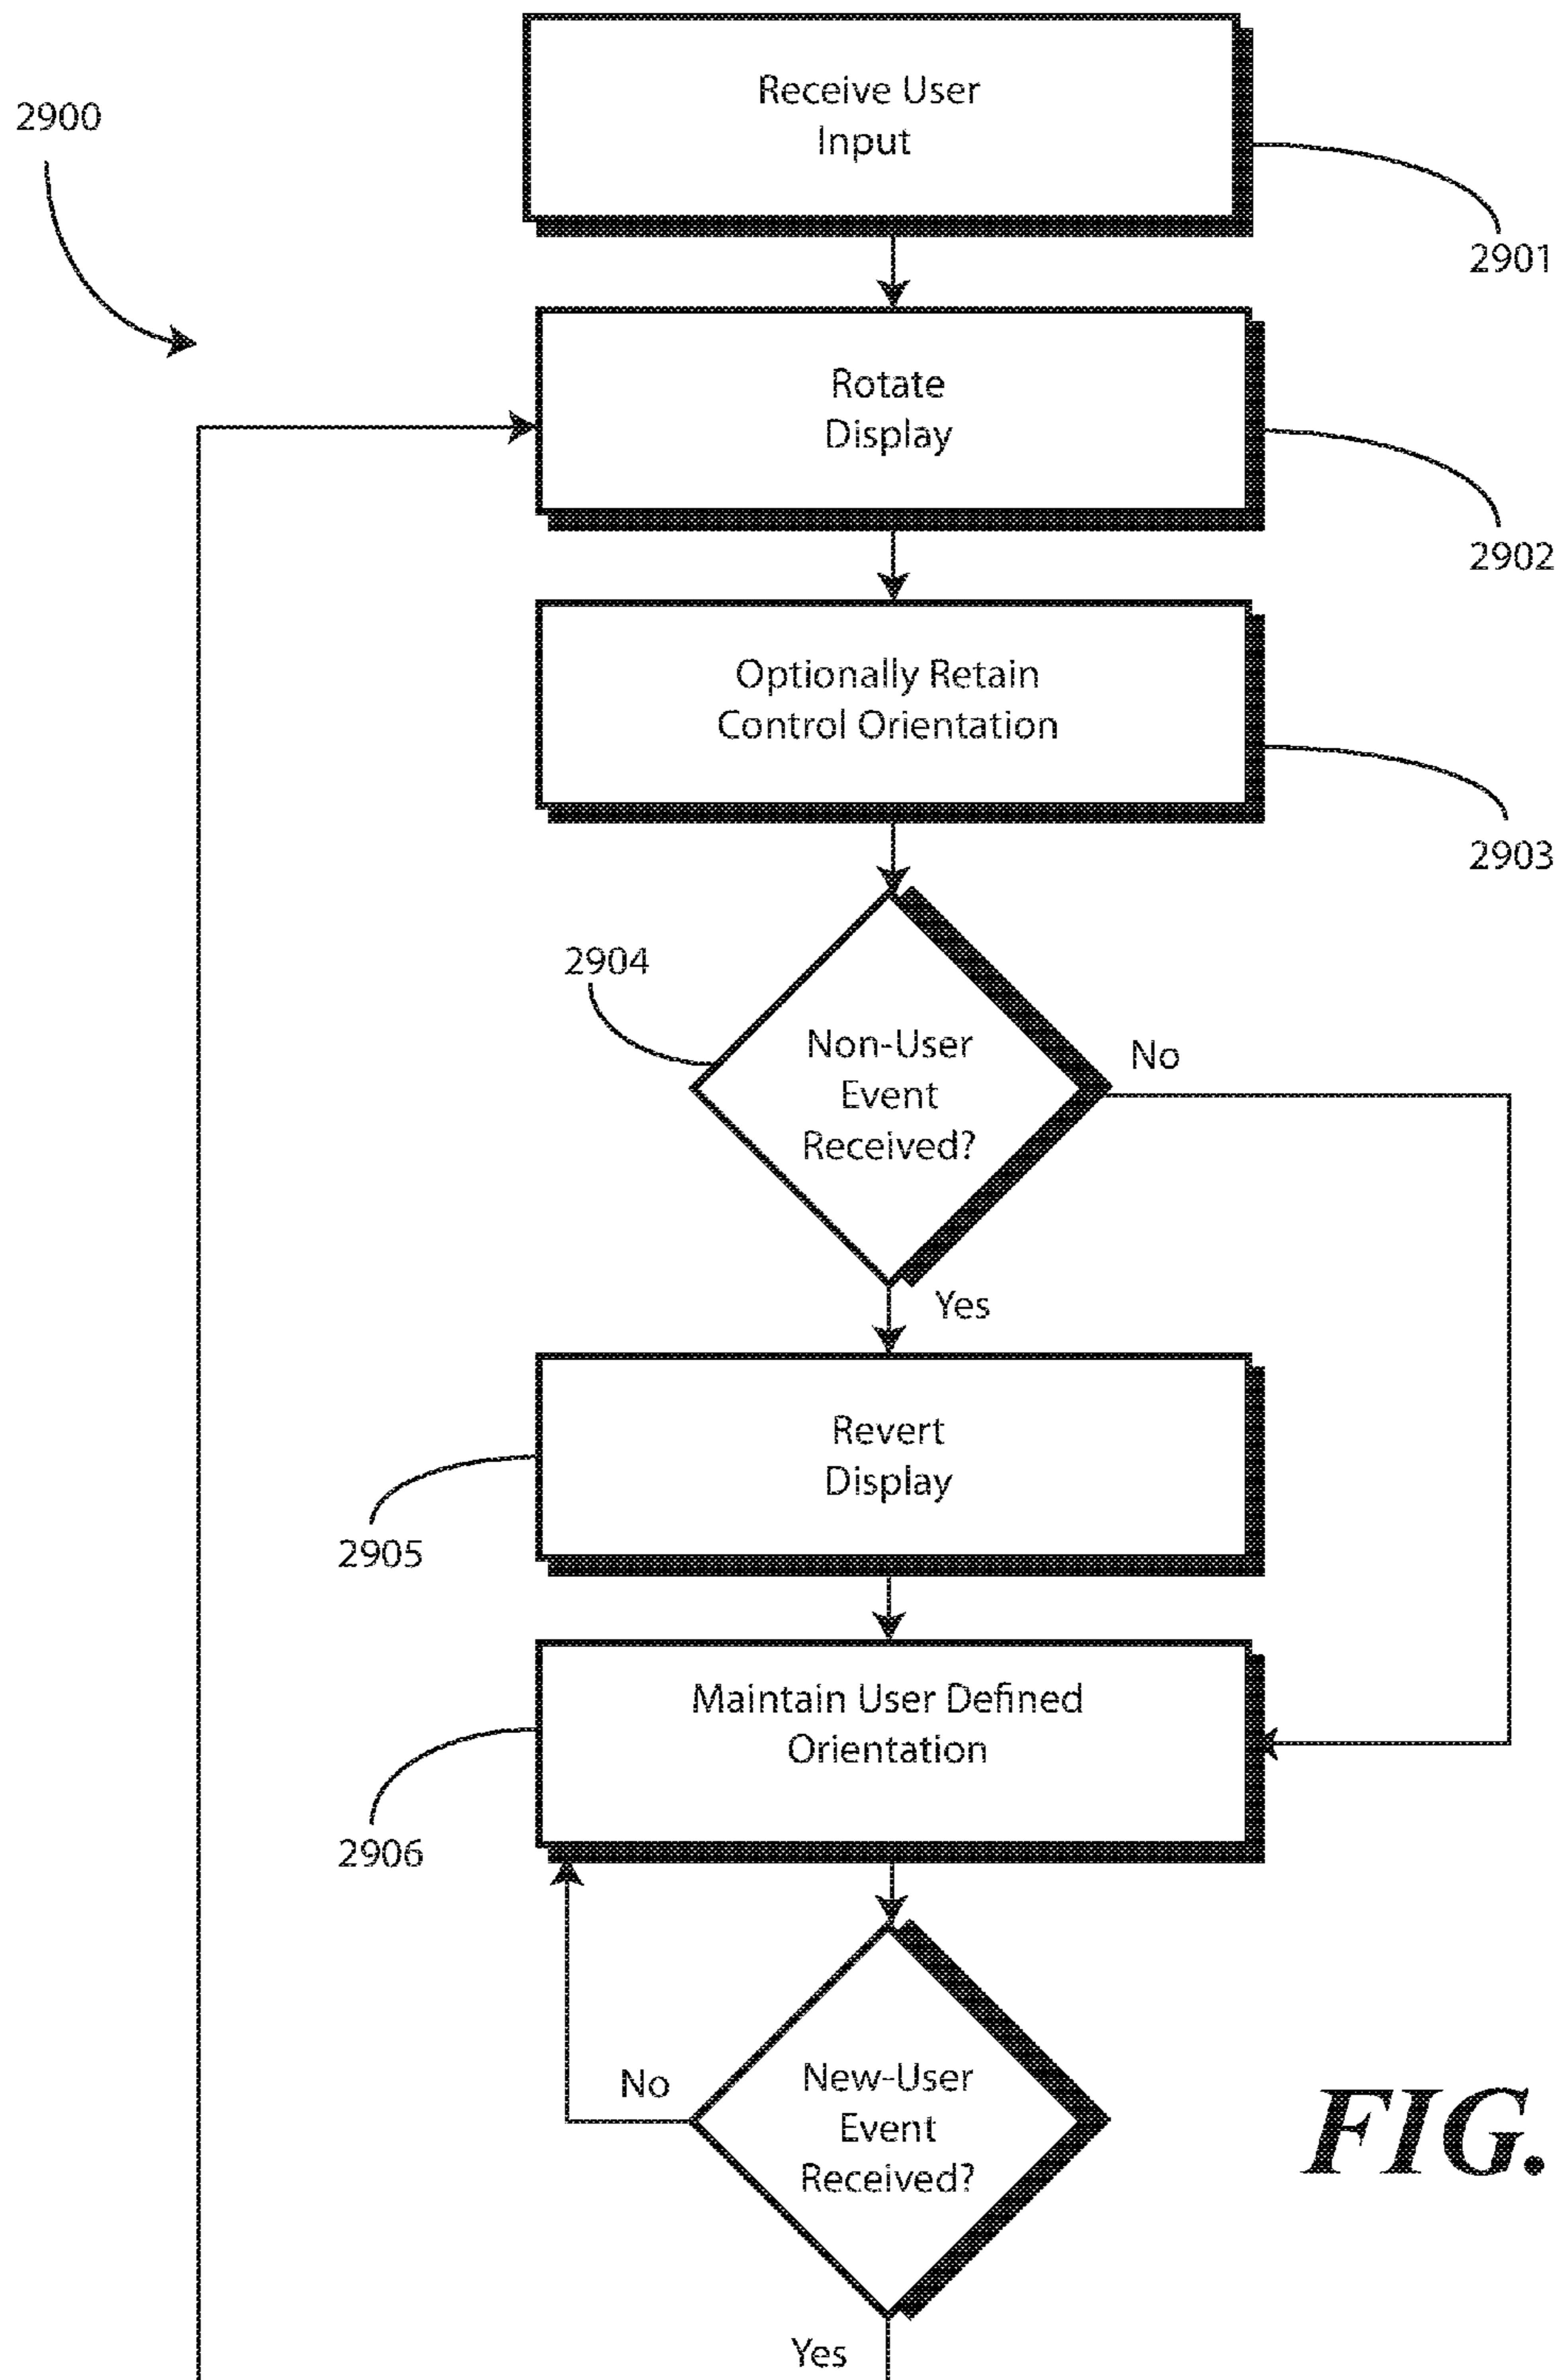 2900
Receive User
Input
2901
Rotate
Display
2902
Optionally Retain
Control Orientation
2903
2904
Non-User
Event
Received?
No
Yes
Revert
Display
2905
Maintain User Defined
Orientation
2906
No
New-User
Event
Received?
FIG.
Yes